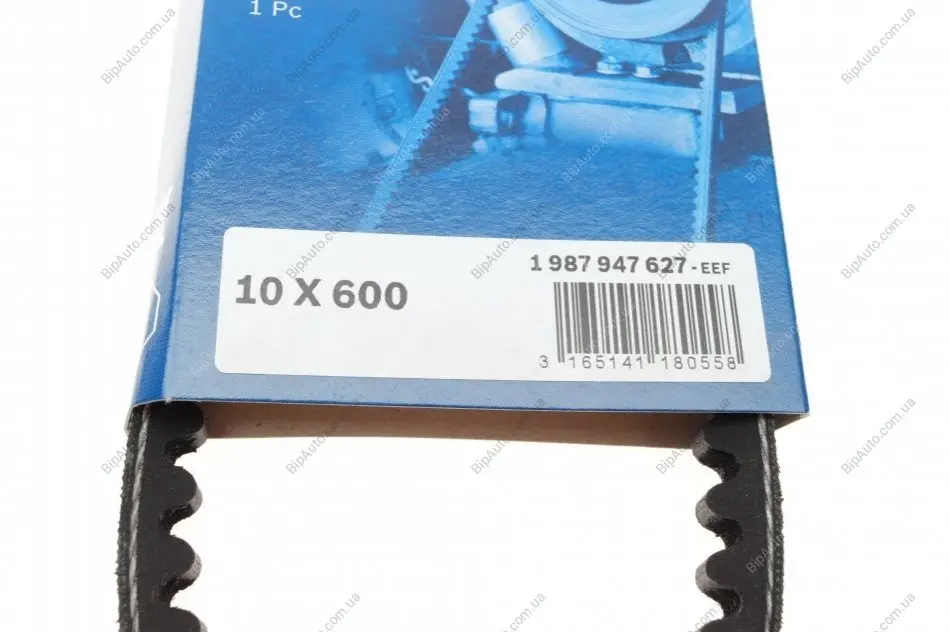 1 Pc
10 X 600
1 987 947 627 - EEF
3 165141 180558
BipAuto.com.ua